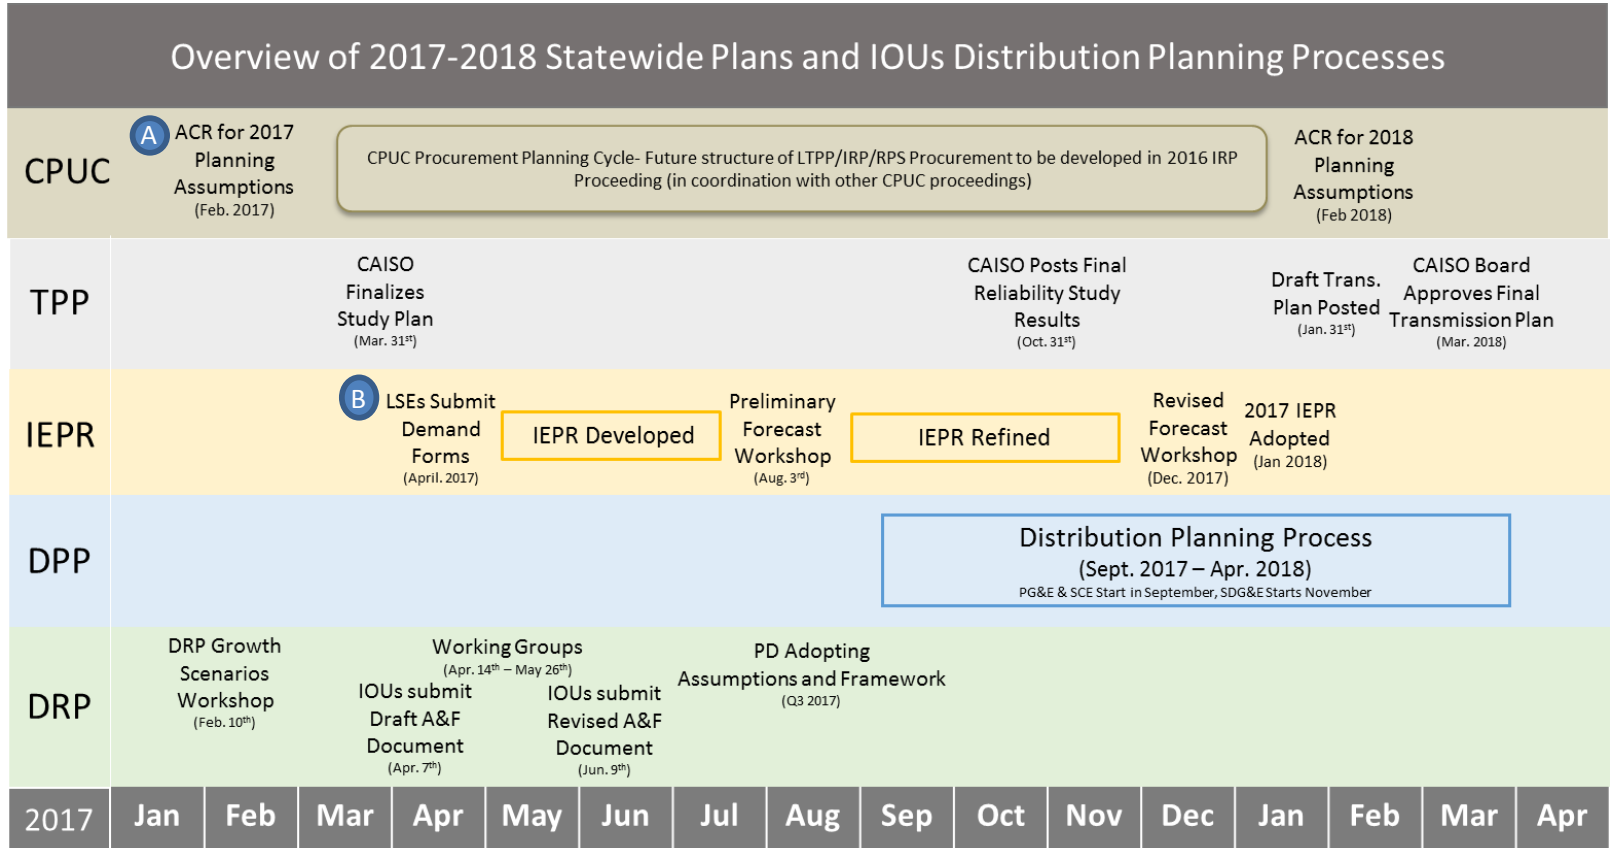 Overview of 2017-2018 Statewide Plans and IOUs Distribution Planning Processes
CPUC
A
ACR for 2017
Planning
Assumptions
(Feb. 2017)
CPUC Procurement Planning Cycle- Future structure of LTPP/IRP/RPS Procurement to be developed in 2016 IRP
Proceeding (in coordination with other CPUC proceedings)
ACR for 2018
Planning
Assumptions
(Feb 2018)
TPP
CAISO
Finalizes
Study Plan
(Mar. 31st)
CAISO Posts Final
Reliability Study
Results
(Oct. 31st)
Draft Trans.
Plan Posted
(Jan. 31st)
CAISO Board
Approves Final
Transmission Plan
(Mar. 2018)
IEPR
B
LSEs Submit
Demand
Forms
(April. 2017)
IEPR Developed
Preliminary
Forecast
Workshop
(Aug. 3rd)
IEPR Refined
Revised
Forecast
Workshop
(Dec. 2017)
2017 IEPR
Adopted
(Jan 2018)
DPP
Distribution Planning Process
(Sept. 2017 – Apr. 2018)
PG&E & SCE Start in September, SDG&E Starts November
DRP
DRP Growth
Scenarios
Workshop
(Feb. 10th)
Working Groups
(Apr. 14th – May 26th)
IOUs submit
Draft A&F
Document
(Apr. 7th)
IOUs submit
Revised A&F
Document
(Jun. 9th)
PD Adopting
Assumptions and Framework
(Q3 2017)
2017 Jan Feb Mar Apr May Jun Jul Aug Sep Oct Nov Dec Jan Feb Mar Apr